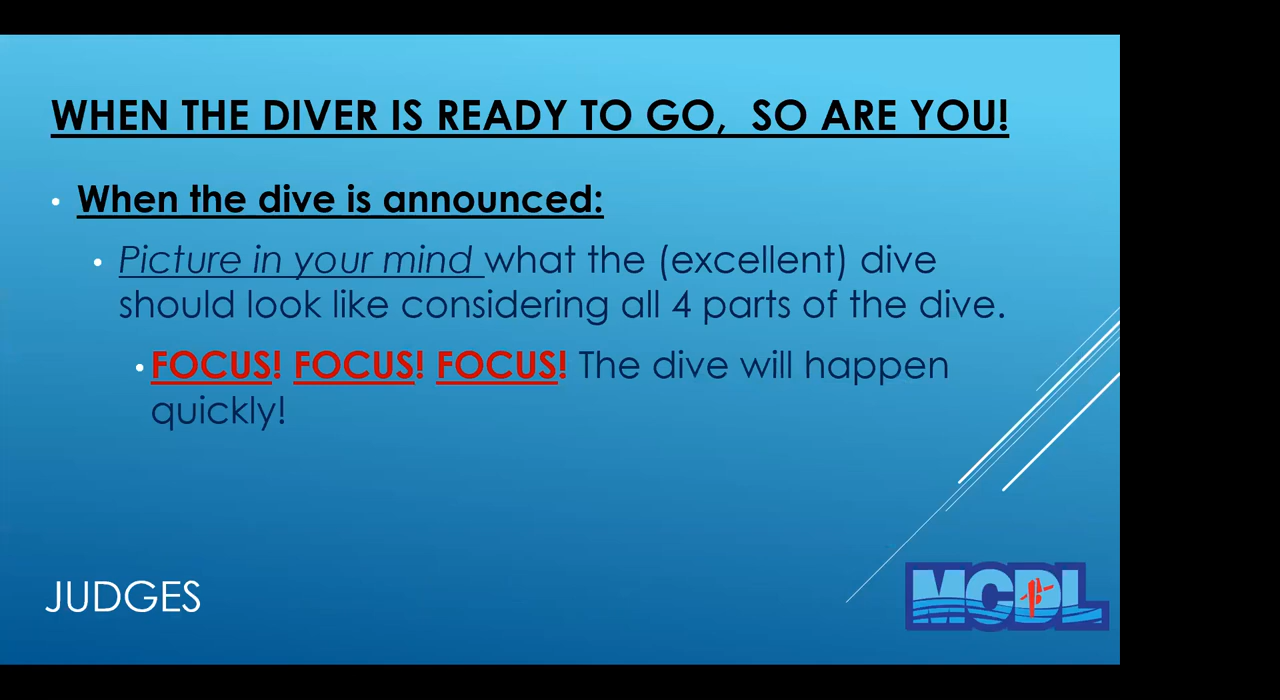 WHEN THE DIVER IS READY TO GO,  SO ARE YOU!
• When the dive is announced:
• Picture in your mind what the (excellent) dive
should look like considering all 4 parts of the dive.
• FOCUS! FOCUS! FOCUS! The dive will happen
quickly!
JUDGES
MCDL